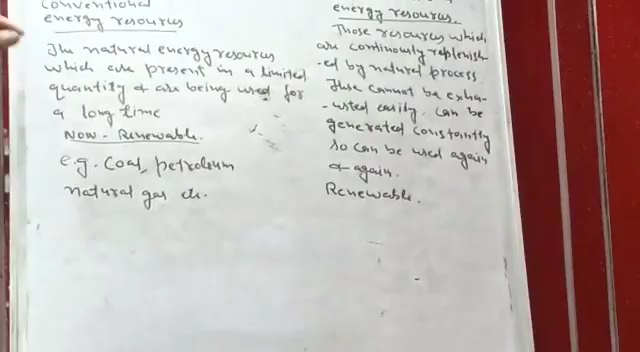 Conventional
energy resources
The natural energy resources
which are present in a limited
quantity & are being used for
a long time
Non-Renewable.
e.g. Coal, petroleum
natural gas etc.
energy resources.
Those resources which
are continously replenish-
-ed by natural process.
These cannot be exha-
-usted easily, can be
generated constantly
so can be used again
& again.
Renewable.